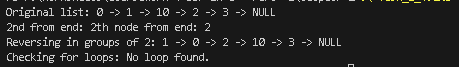 Original list: 0 -> 1 -> 10 -> 2 -> 3 -> NULL
2nd from end: 2th node from end: 2
Reversing in groups of 2: 1 -> 0 -> 2 -> 10 -> 3 -> NULL
Checking for loops: No loop found.